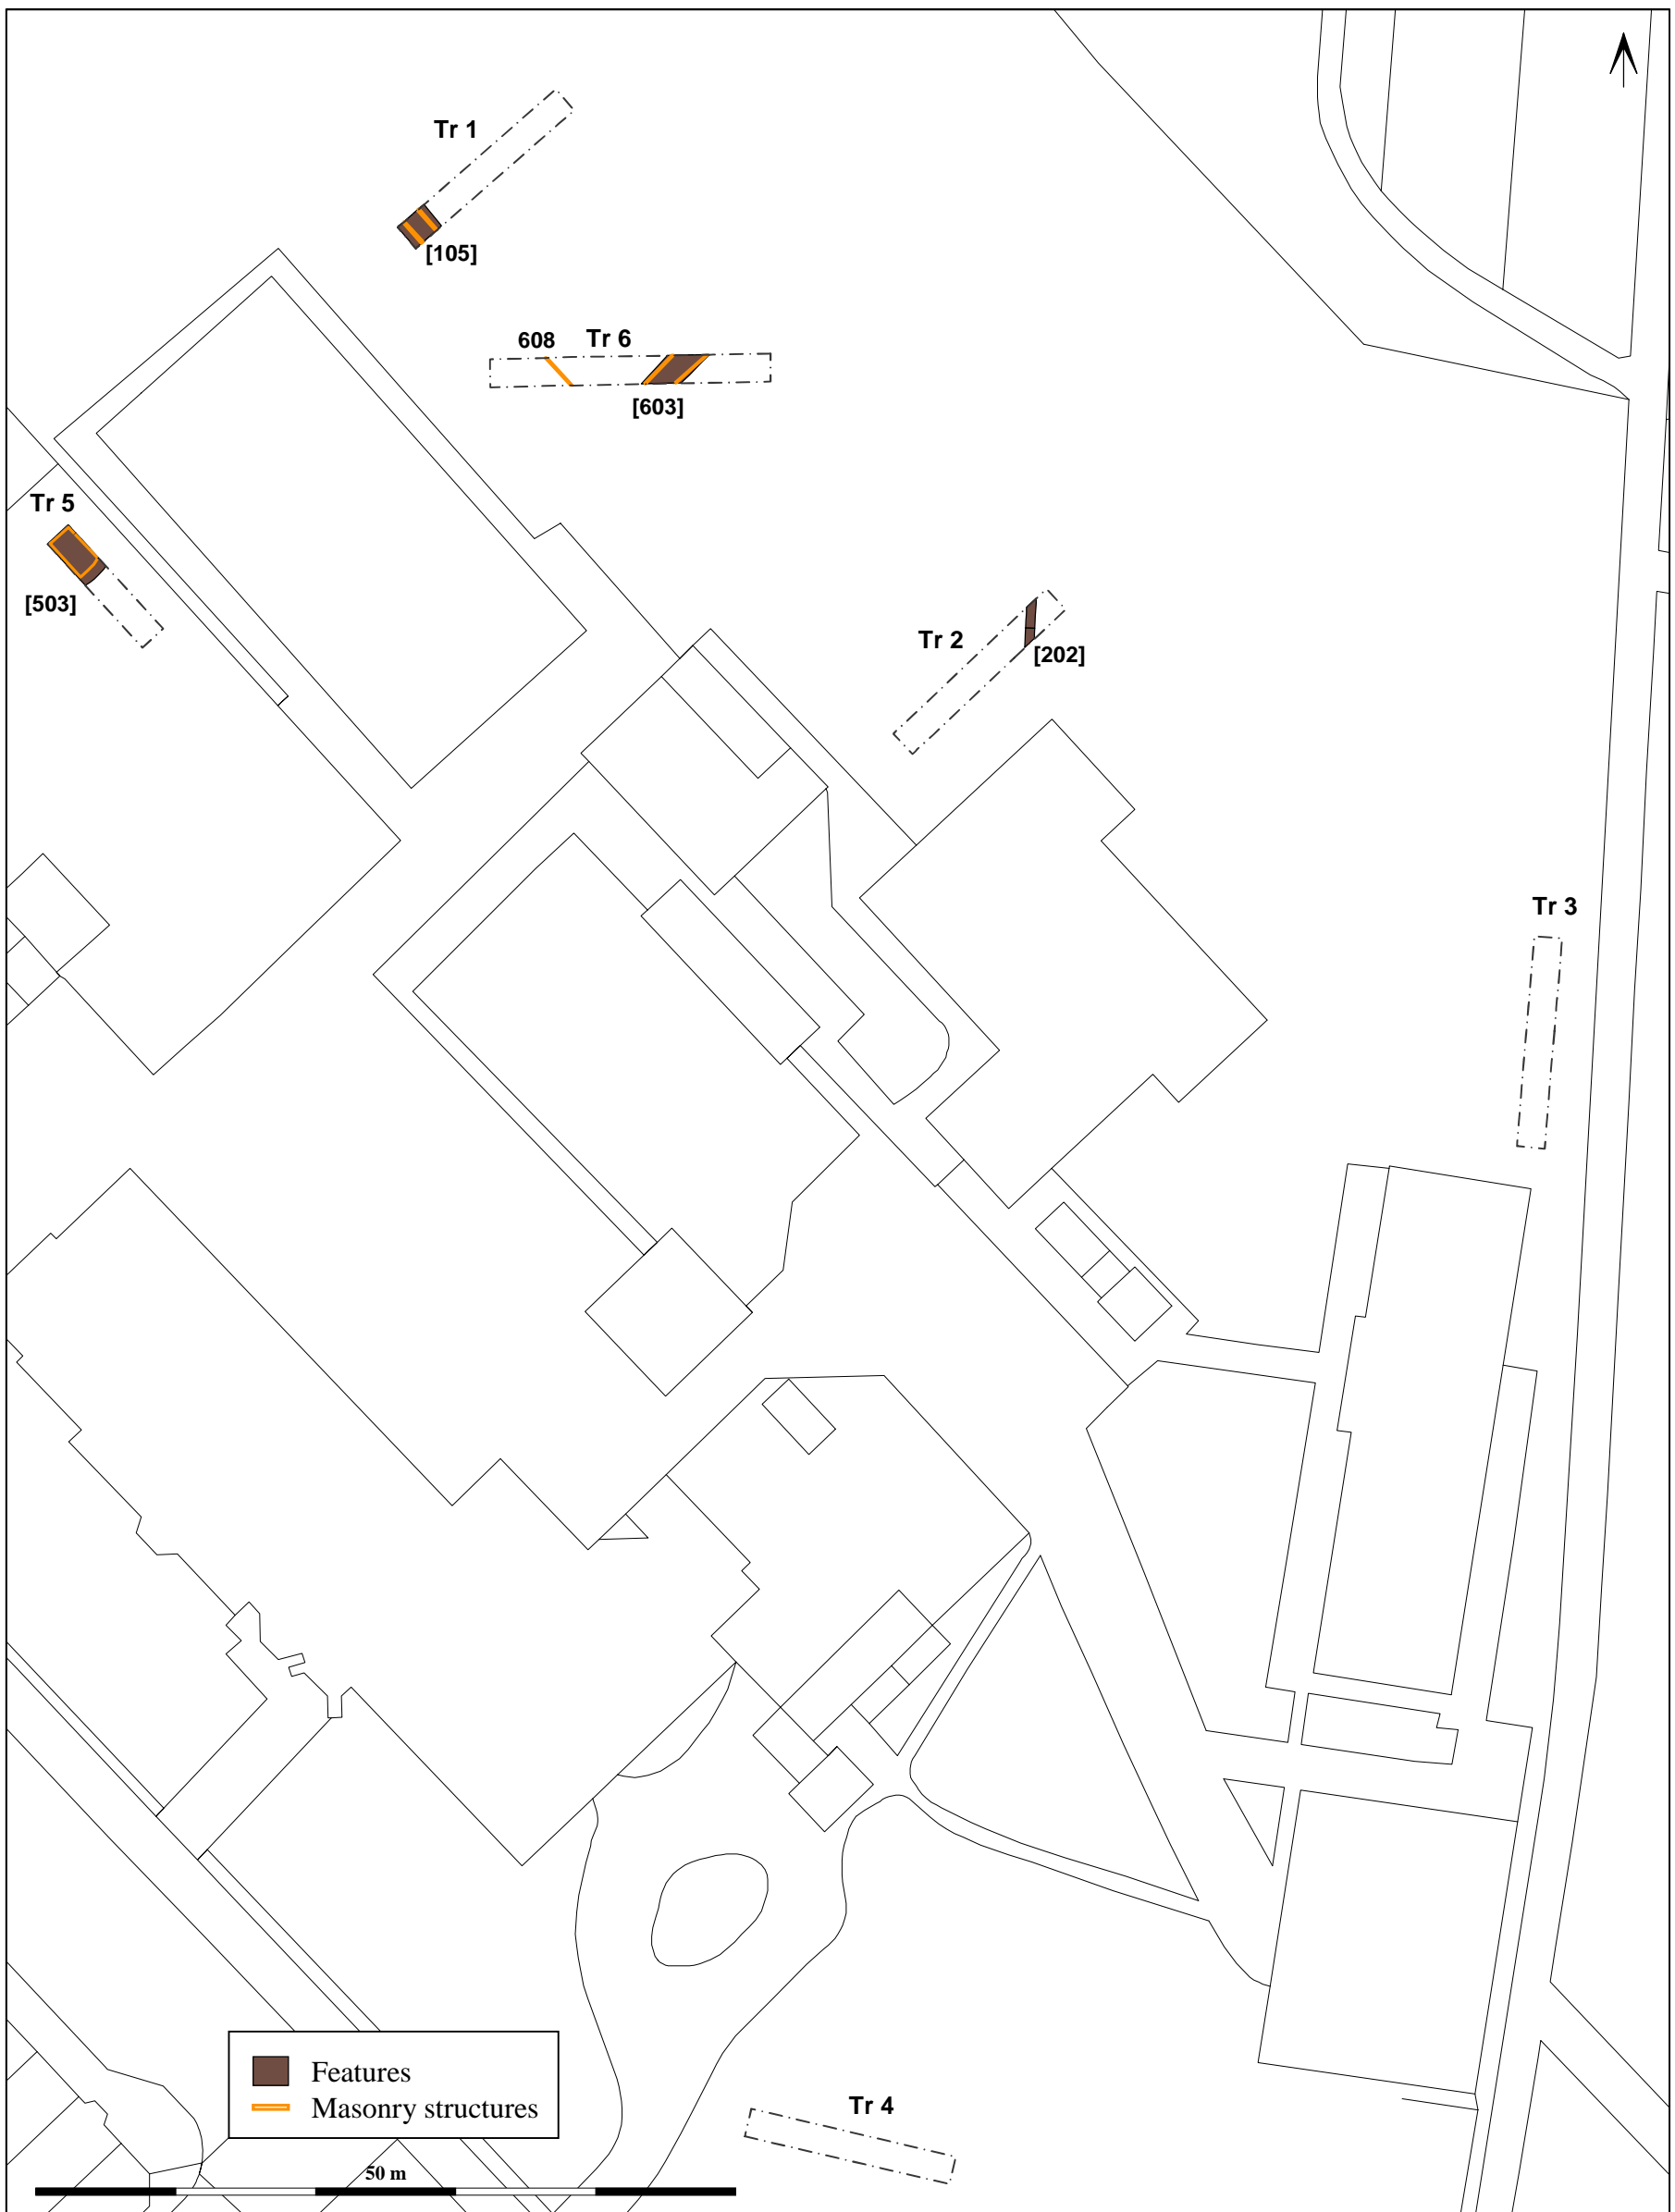 Tr 1
[105]
608
Tr 6
[603]
Tr 5
[503]
Tr 2
[202]
Tr 3
Features
Masonry structures
Tr 4
50 m